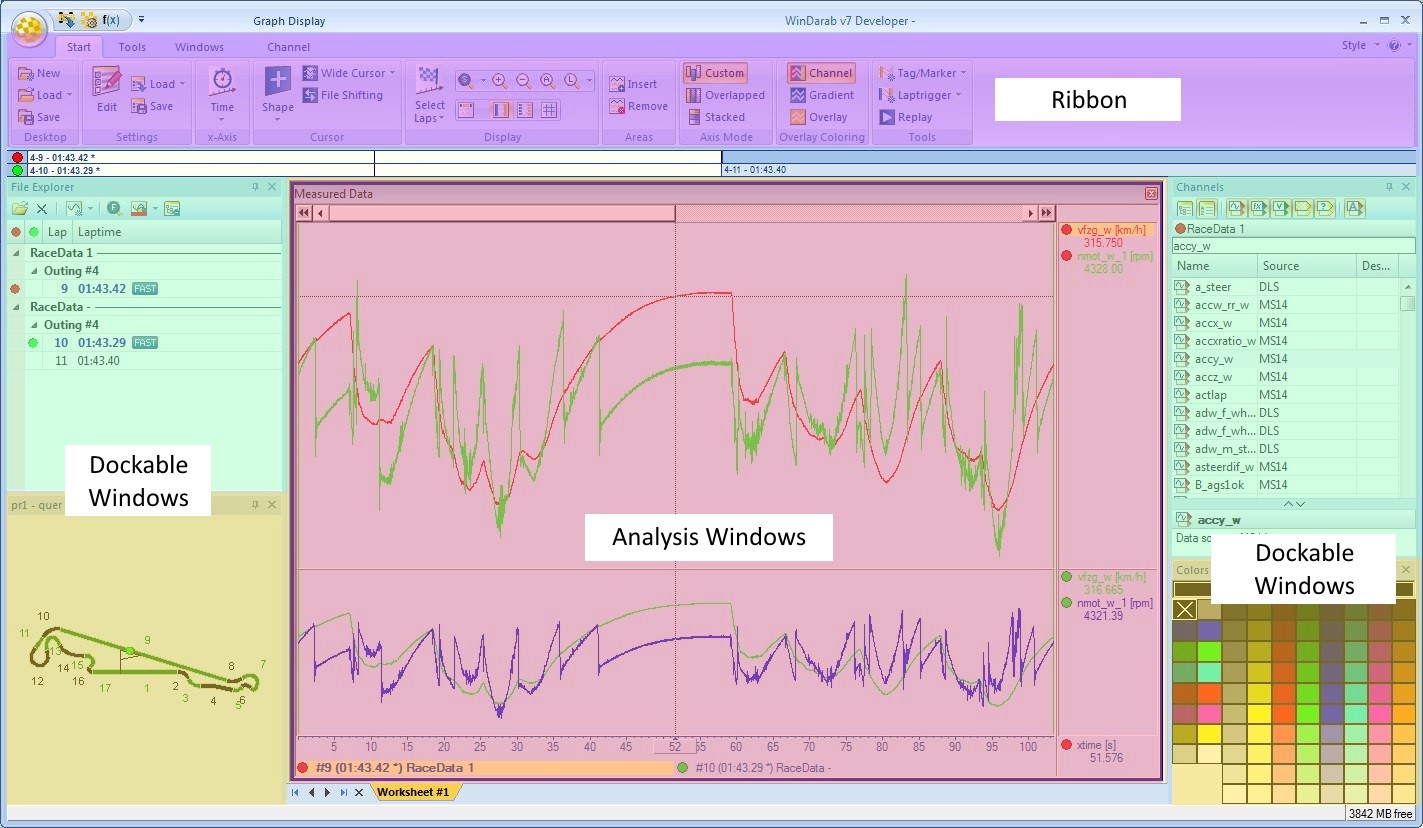 f(x)
Graph Display
WinDarab v7 Developer -
Start Tools Windows Channel
Style
New
Load
Save
Desktop
Edit
Load
Save
Settings
Time
x-Axis
Shape
Wide Cursor
File Shifting
Cursor
Select
Laps
Display
Insert
Remove
Areas
Custom
Overlapped
Stacked
Axis Mode
Channel
Gradient
Overlay
Overlay Coloring
Tag/Marker
Laptrigger
Replay
Tools
Ribbon
4-9 - 01:43.42 *
4-10 - 01:43.29 *
4-11 - 01:43.40
File Explorer
Lap Laptime
RaceData 1
Outing #4
9 01:43.42 FAST
RaceData -
Outing #4
10 01:43.29 FAST
11 01:43.40
Dockable
Windows
pr1 - quer
10
11
9
13
12
14
15
16
17
1
2
3
4
5
6
7
8
Measured Data
vfzg_w [km/h]
315.750
nmot_w_1 [rpm]
4328.00
Analysis Windows
vfzg_w [km/h]
316.665
nmot_w_1 [rpm]
4321.39
5 10 15 20 25 30 35 40 45 52 55 60 65 70 75 80 85 90 95 100
xtime [s]
51.576
#9 (01:43.42 *) RaceData 1
#10 (01:43.29 *) RaceData -
Worksheet #1
Channels
RaceData 1
accy_w
Name Source Des...
a_steer DLS
accw_rr_w MS14
accx_w MS14
accxratio_w MS14
accy_w MS14
accz_w MS14
actlap MS14
adw_f_wh... DLS
adw_f_wh... DLS
adw_m_st... DLS
asteerdif_w MS14
B_ags1ok MS14
accy_w
Data
Dockable
Windows
Colors
3842 MB free